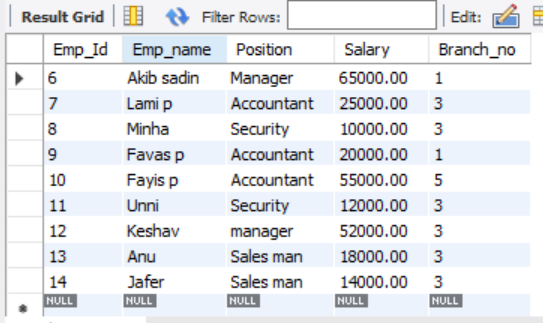 Result Grid Filter Rows: Edit:
Emp_Id Emp_name Position Salary Branch_no
6 Akib sadin Manager 65000.00 1
7 Lami p Accountant 25000.00 3
8 Minha Security 10000.00 3
9 Favas p Accountant 20000.00 1
10 Fayis p Accountant 55000.00 5
11 Unni Security 12000.00 3
12 Keshav manager 52000.00 3
13 Anu Sales man 18000.00 3
14 Jafer Sales man 14000.00 3
NULL NULL NULL NULL NULL